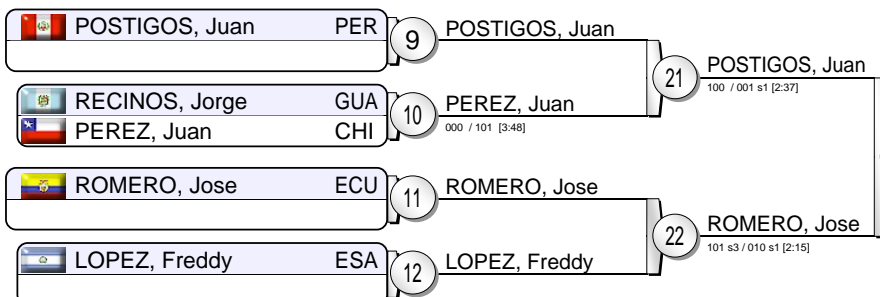 POSTIGOS, Juan PER
9
POSTIGOS, Juan
RECINOS, Jorge GUA
PEREZ, Juan CHI
10
PEREZ, Juan
000 / 101 [3:48]
21
POSTIGOS, Juan
100 / 001 s1 [2:37]
ROMERO, Jose ECU
11
ROMERO, Jose
LOPEZ, Freddy ESA
12
LOPEZ, Freddy
22
ROMERO, Jose
101 s3 / 010 s1 [2:15]